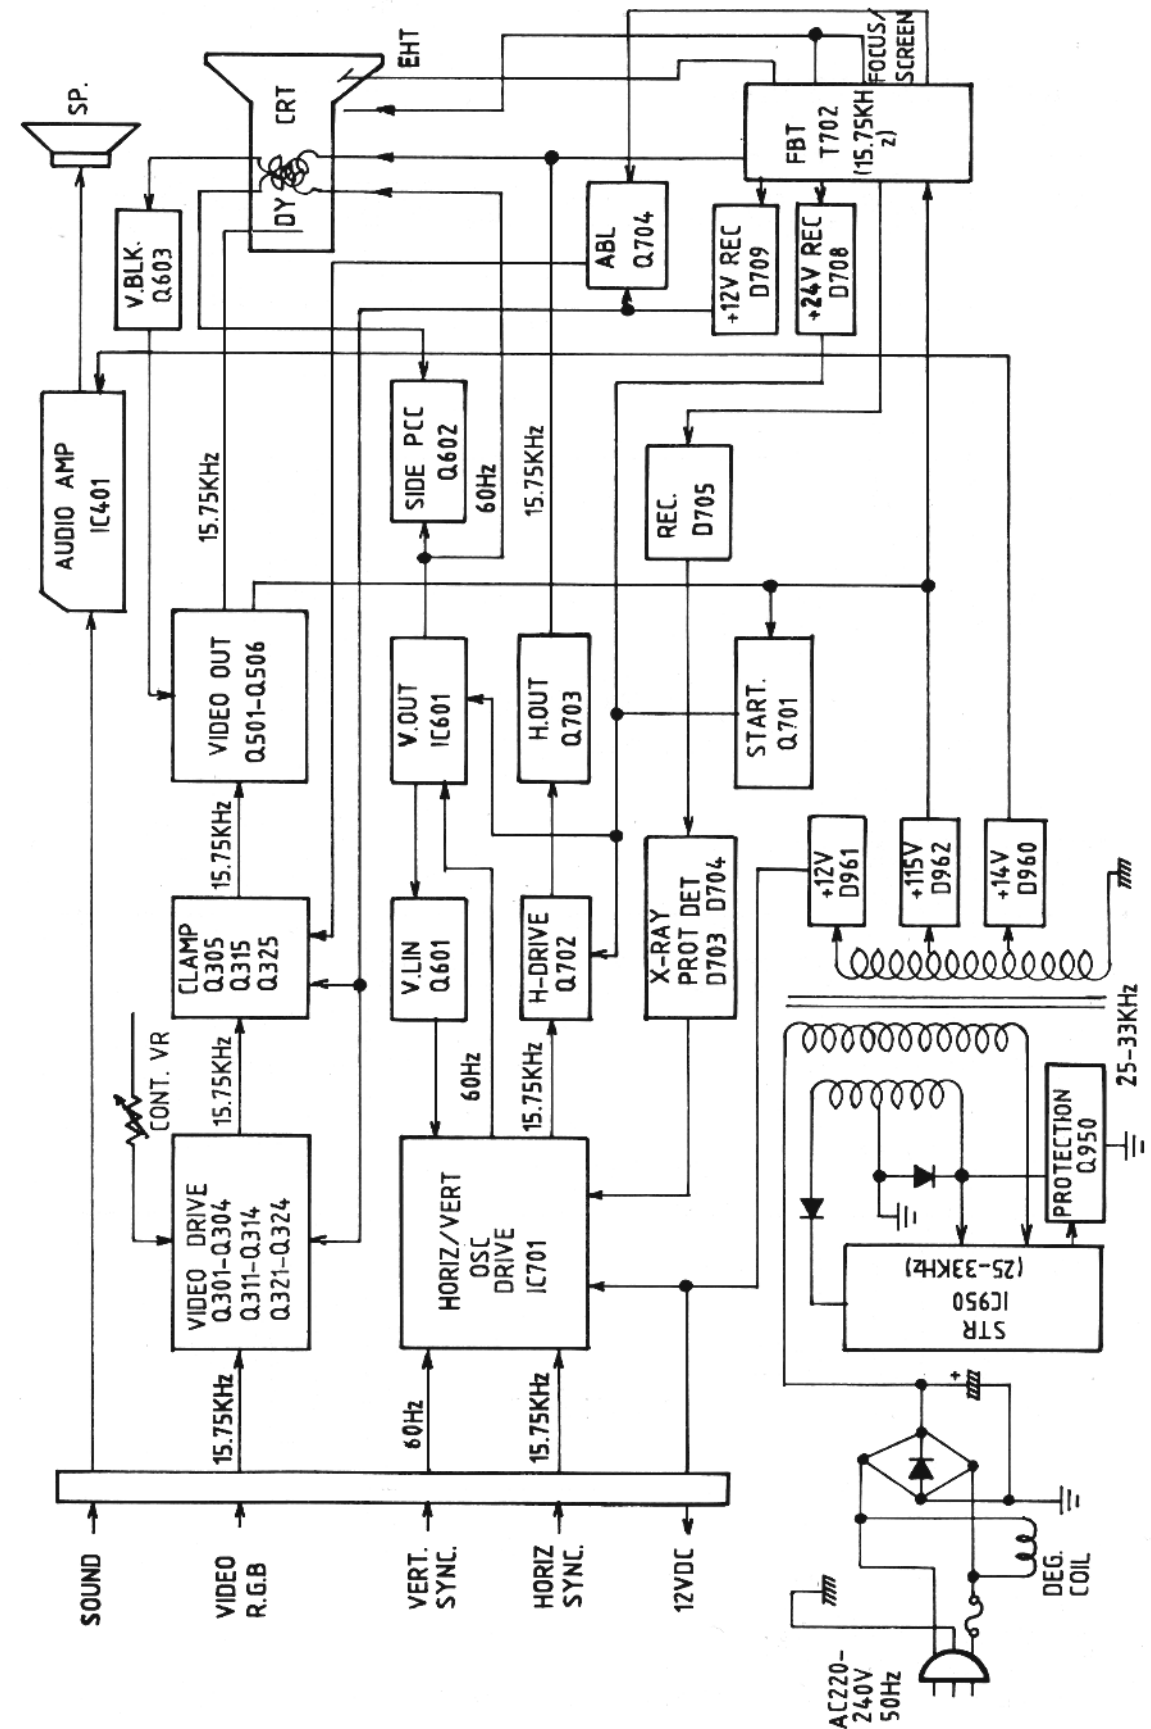 SOUND
VIDEO
R.G.B
VERT.
SYNC.
HORIZ
SYNC.
12VDC
AC220-
240V
50Hz
DEG.
COIL
15.75KHz
60Hz
15.75KHz
VIDEO DRIVE
Q301-Q304
Q311-Q314
Q321-Q324
CONT. VR
HORIZ/VERT
OSC
DRIVE
IC701
STR
IC950
(25-33KHz)
PROTECTION
Q950
25-33KHz
+
15.75KHz
60Hz
15.75KHz
CLAMP
Q305
Q315
Q325
V.LIN
Q601
H-DRIVE
Q702
X-RAY
PROT DET
D703 D704
+12V
D961
+115V
D962
+14V
D960
15.75KHz
AUDIO AMP
IC401
VIDEO OUT
Q501-Q506
V.OUT
IC601
H.OUT
Q703
START.
Q701
15.75KHz
SIDE PCC
Q602
60Hz
15.75KHz
REC.
D705
V.BLK.
Q603
DY
CRT
ABL
Q704
+12V REC
D709
+24V REC
D708
FBT
T702
(15.75KH
z)
SP.
EHT
FOCUS/
SCREEN